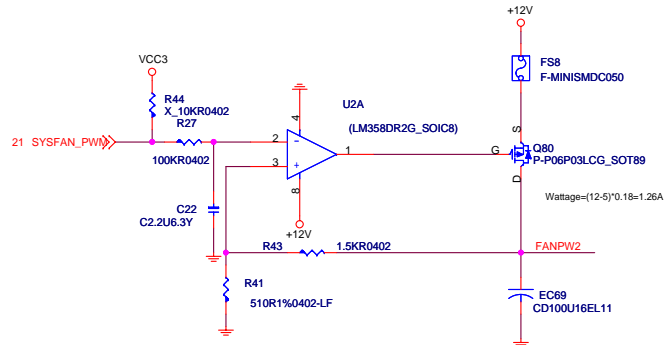 +12V
VCC3
FS8
F-MINISMDC050
R44
X_10KR0402
R27
U2A
(LM358DR2G_SOIC8)
4
21 SYSFAN_PWM
2
-
1
3
+
8
100KR0402
S
G
D
Q80
P-P06P03LCG_SOT89
Wattage=(12-5)*0.18=1.26A
C22
C2.2U6.3Y
+12V
R43
1.5KR0402
FANPW2
R41
510R1%0402-LF
EC69
CD100U16EL11